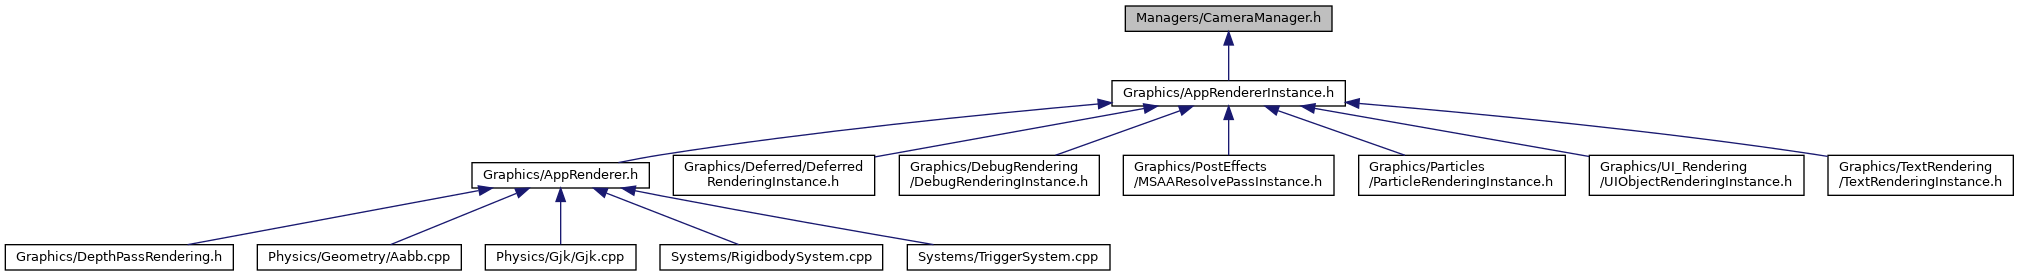 Managers/CameraManager.h
Graphics/AppRendererInstance.h
Graphics/AppRenderer.h
Graphics/Deferred/Deferred
RenderingInstance.h
Graphics/DebugRendering
/DebugRenderingInstance.h
Graphics/PostEffects
/MSAAResolvePassInstance.h
Graphics/Particles
/ParticleRenderingInstance.h
Graphics/UI_Rendering
/UIObjectRenderingInstance.h
Graphics/TextRendering
/TextRenderingInstance.h
Graphics/DepthPassRendering.h
Physics/Geometry/Aabb.cpp
Physics/Gjk/Gjk.cpp
Systems/RigidbodySystem.cpp
Systems/TriggerSystem.cpp